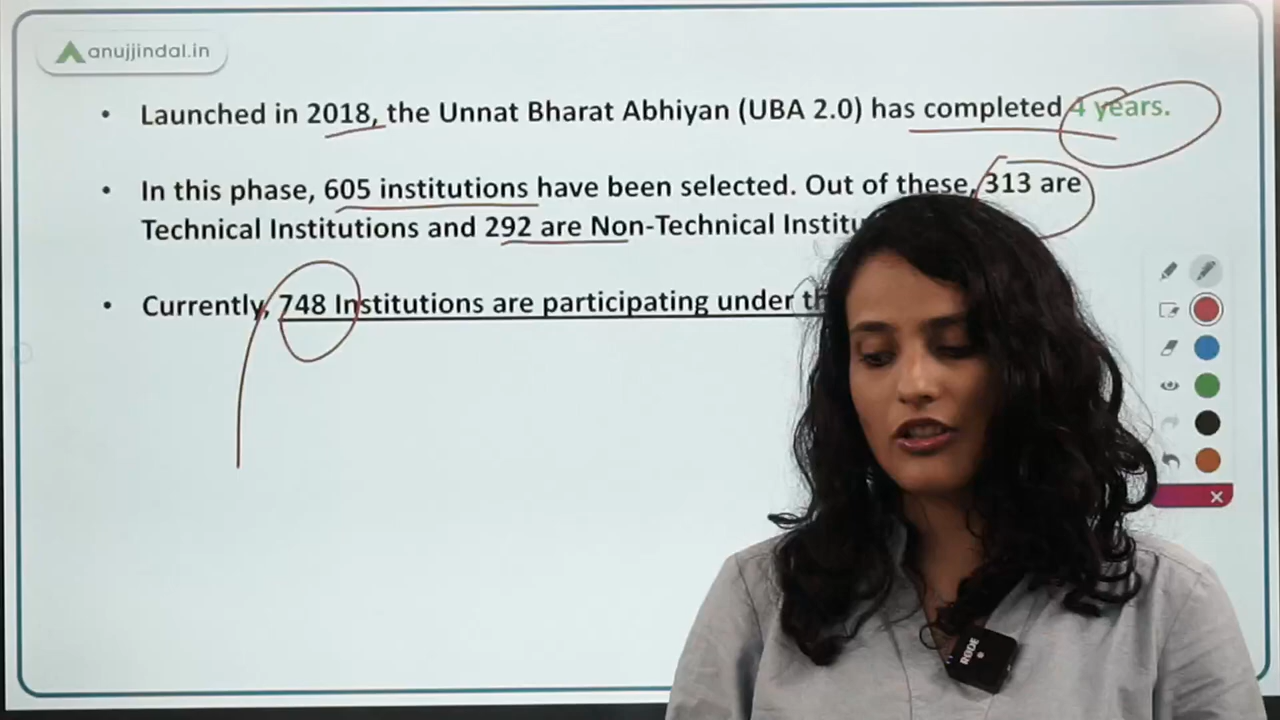 anujjindal.in
• Launched in 2018, the Unnat Bharat Abhiyan (UBA 2.0) has completed 4 years.
• In this phase, 605 institutions have been selected. Out of these, 313 are
Technical Institutions and 292 are Non-Technical
• Currently, 748 Institutions are participating under
RØDE